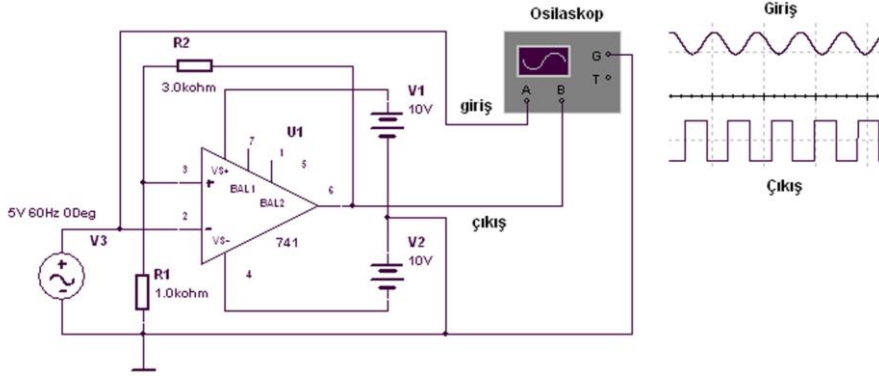 Osilaskop
Giriş
R2
G
T
A B
V1
3.0kohm
giriş
10V
U1
7
1
5
VS+
3
+
BAL1
6
BAL2
5V 60Hz 0Deg
2
-
çıkış
Çıkış
V3
VS-
741
V2
4
10V
R1
1.0kohm